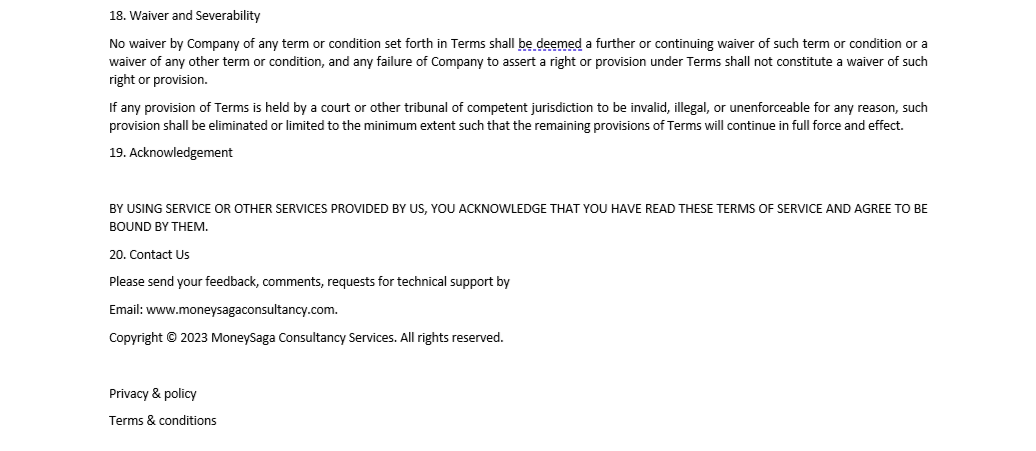 18. Waiver and Severability
No waiver by Company of any term or condition set forth in Terms shall be deemed a further or continuing waiver of such term or condition or a
waiver of any other term or condition, and any failure of Company to assert a right or provision under Terms shall not constitute a waiver of such
right or provision.
If any provision of Terms is held by a court or other tribunal of competent jurisdiction to be invalid, illegal, or unenforceable for any reason, such
provision shall be eliminated or limited to the minimum extent such that the remaining provisions of Terms will continue in full force and effect.
19. Acknowledgement
BY USING SERVICE OR OTHER SERVICES PROVIDED BY US, YOU ACKNOWLEDGE THAT YOU HAVE READ THESE TERMS OF SERVICE AND AGREE TO BE
BOUND BY THEM.
20. Contact Us
Please send your feedback, comments, requests for technical support by
Email: www.moneysagaconsultancy.com.
Copyright © 2023 MoneySaga Consultancy Services. All rights reserved.
Privacy & policy
Terms & conditions